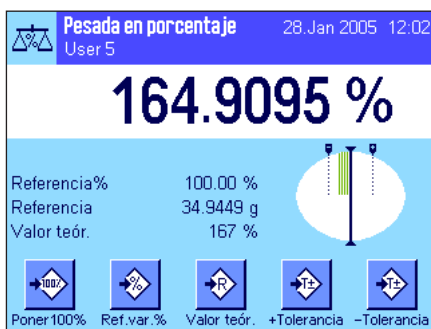 Pesada en porcentaje 28.Jan 2005 12:02
User 5
164.9095 %
Referencia% 100.00 %
Referencia 34.9449 g
Valor teór. 167 %
100% % R T± T±
Poner100% Ref.var.% Valor teór. +Tolerancia −Tolerancia